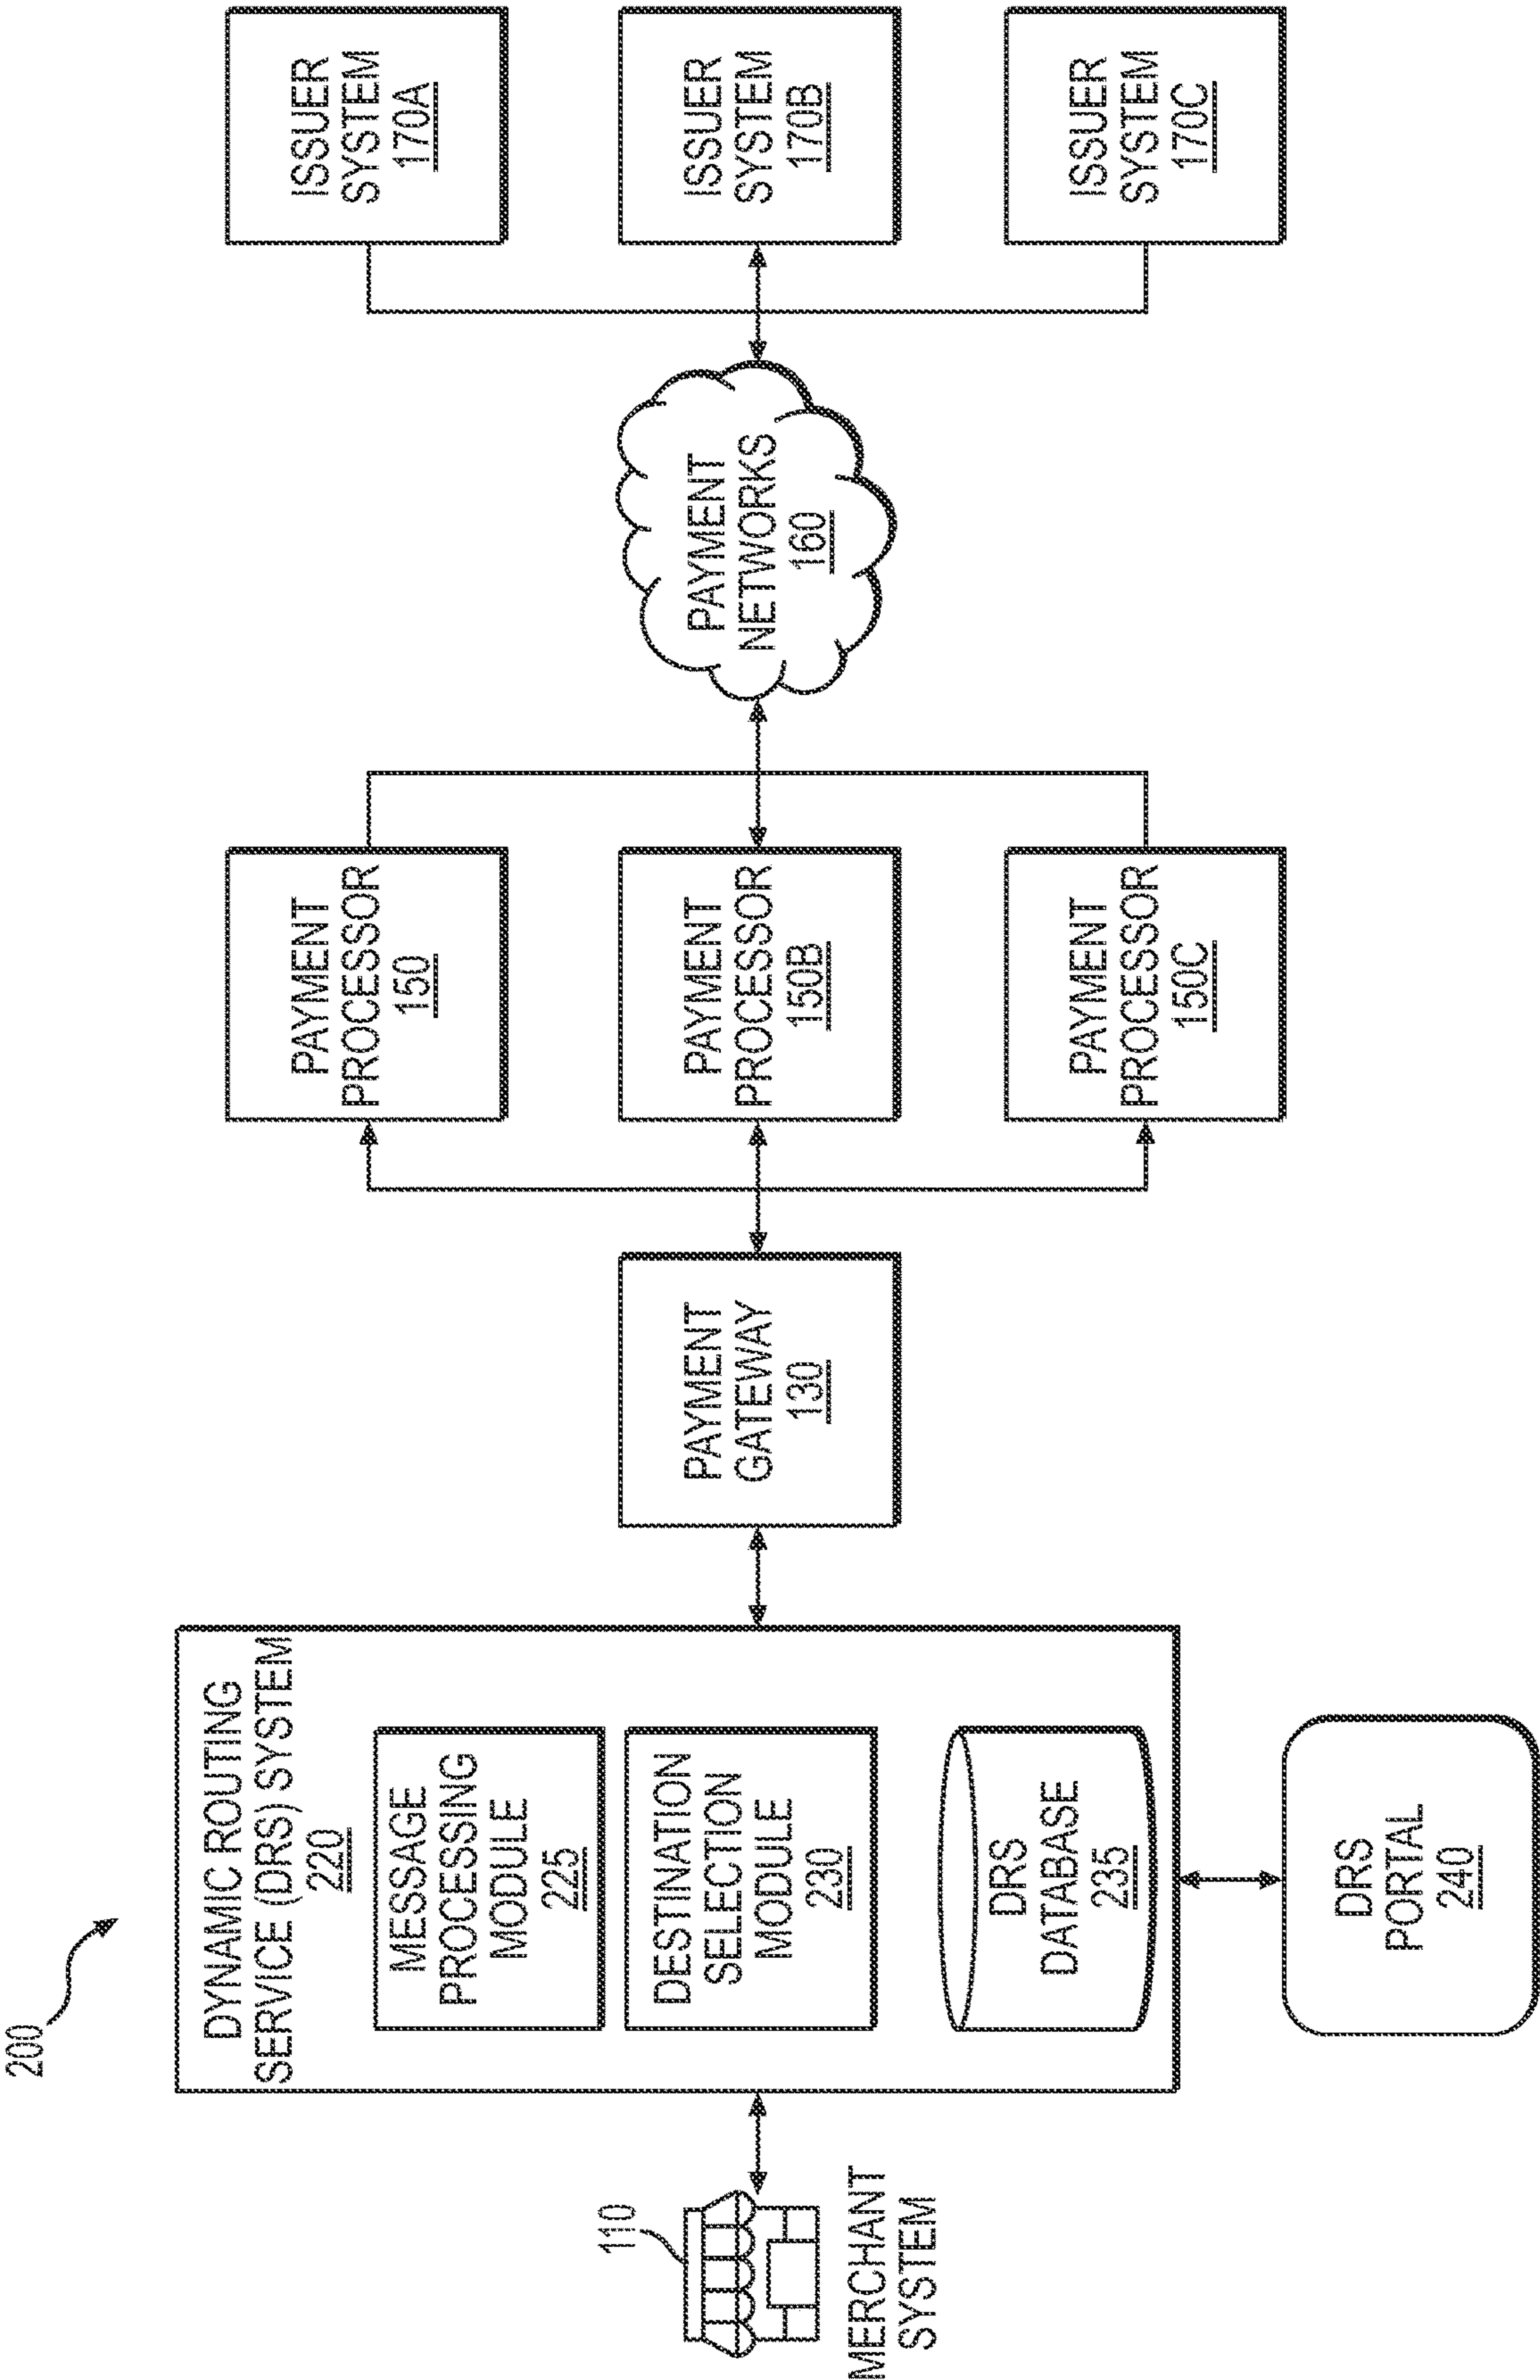 200
DYNAMIC ROUTING
SERVICE (DRS) SYSTEM
220
MESSAGE
PROCESSING
MODULE
225
DESTINATION
SELECTION
MODULE
230
DRS
DATABASE
235
DRS
PORTAL
240
110
MERCHANT
SYSTEM
PAYMENT
GATEWAY
130
PAYMENT
PROCESSOR
150
PAYMENT
PROCESSOR
150B
PAYMENT
PROCESSOR
150C
PAYMENT
NETWORKS
160
ISSUER
SYSTEM
170A
ISSUER
SYSTEM
170B
ISSUER
SYSTEM
170C